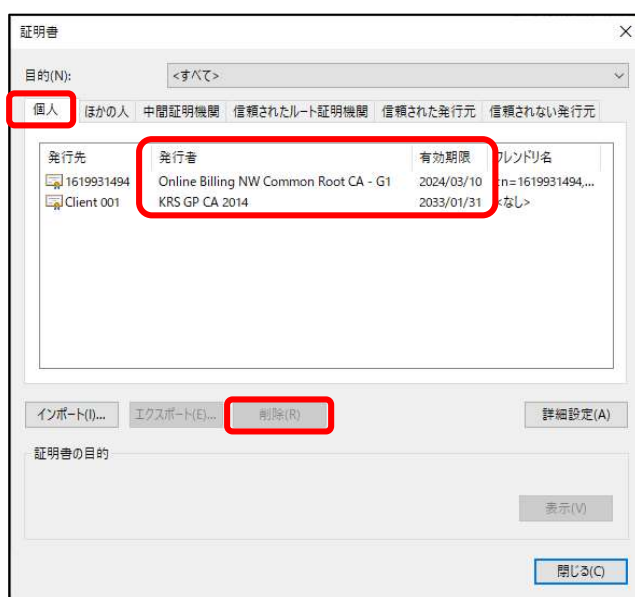 証明書
目的(N): <すべて>
個人 ほかの人 中間証明機関 信頼されたルート証明機関 信頼された発行元 信頼されない発行元
発行先 発行者 有効期限 フレンドリ名
1619931494 Online Billing NW Common Root CA - G1 2024/03/10 cn=1619931494,...
Client 001 KRS GP CA 2014 2033/01/31 <なし>
インポート(I)... エクスポート(E)... 削除(R) 詳細設定(A)
証明書の目的
表示(V)
閉じる(C)